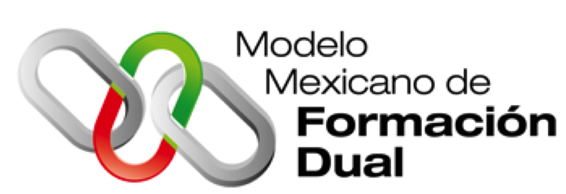 Modelo
Mexicano de
Formación
Dual